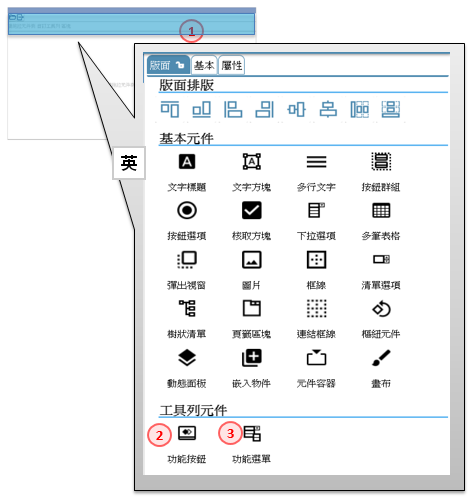 1
版面 基本 屬性
版面排版
英
基本元件
文字標題 文字方塊 多行文字 按鈕群組
按鈕選項 核取方塊 下拉選項 多筆表格
彈出視窗 圖片 框線 清單選項
樹狀清單 頁籤區塊 連結框線 樞紐元件
動態面板 嵌入物件 元件容器 畫布
工具列元件
2 3
功能按鈕 功能選單